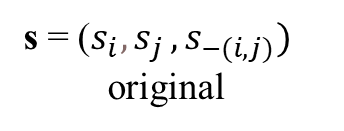 s = (s_i, s_j, s_{-(i,j)})
original